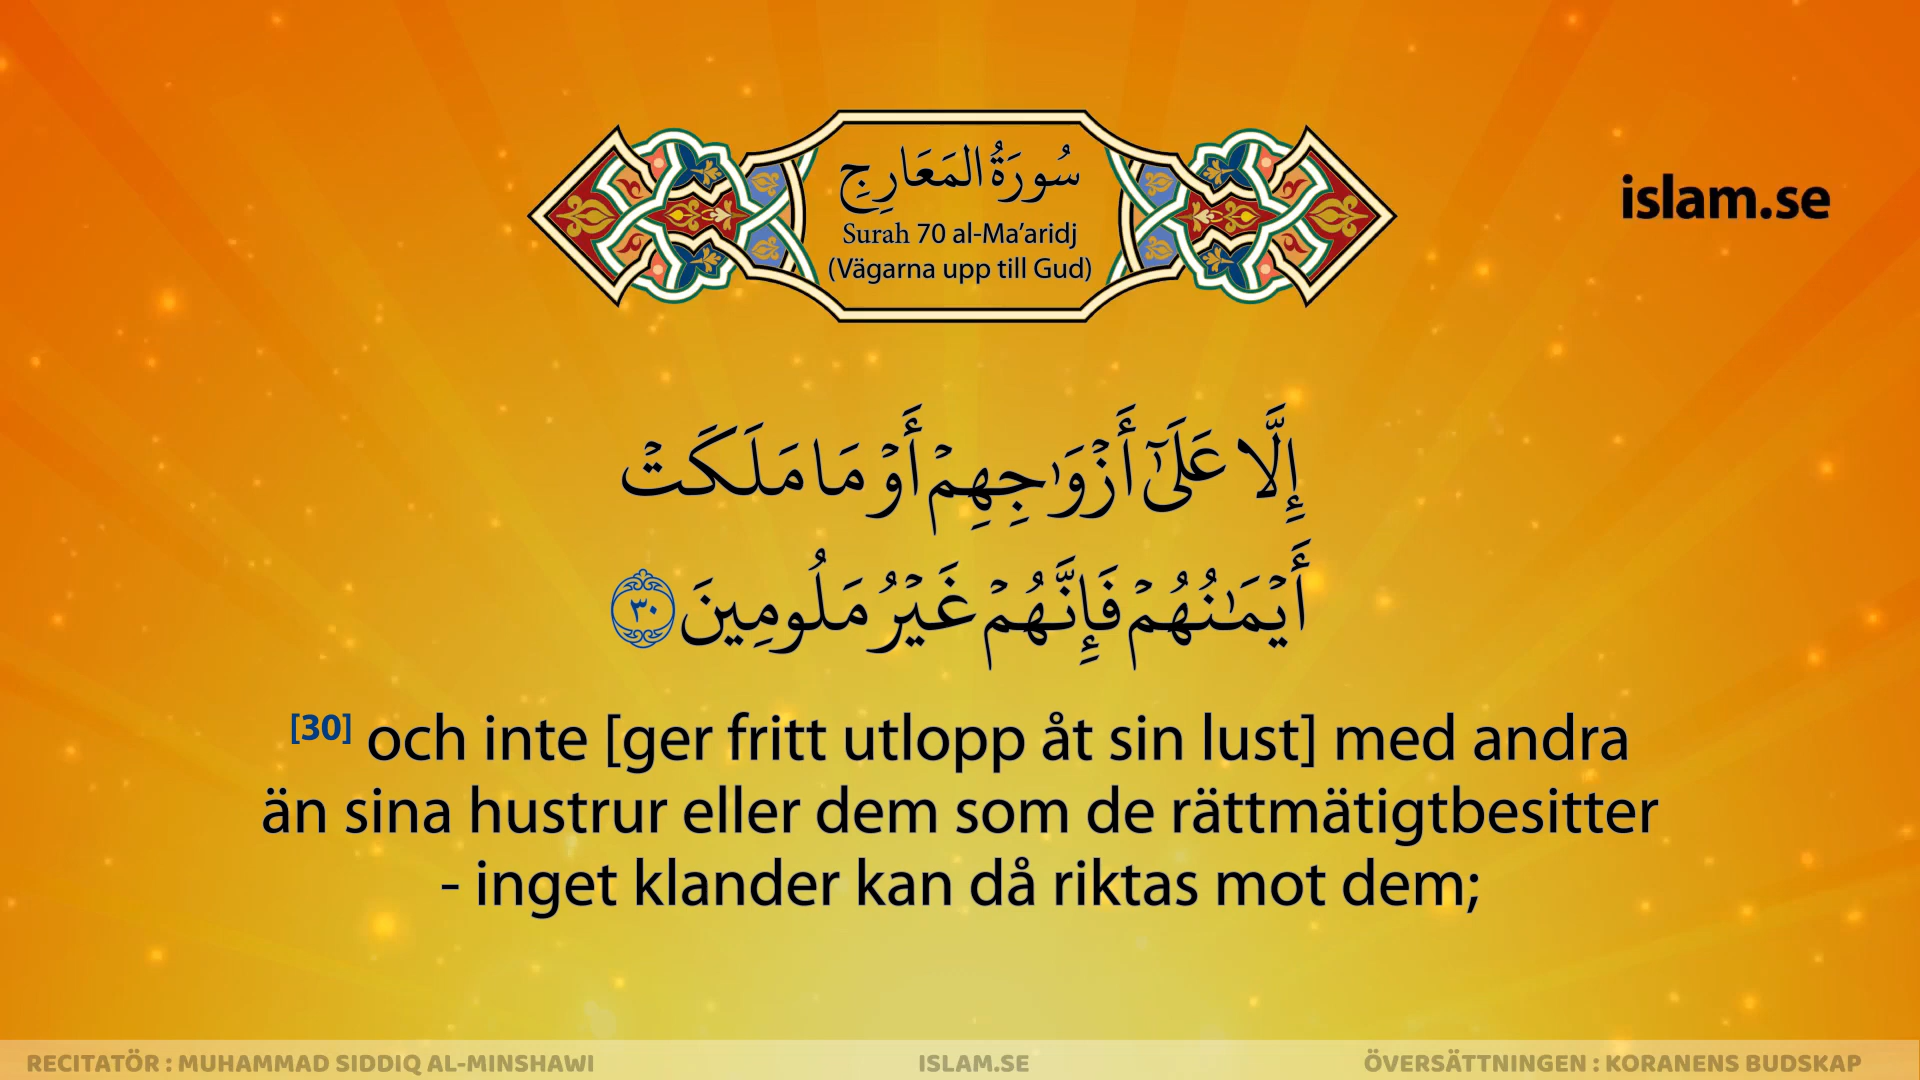 سُورَةُ المَعَارِجِ
Surah 70 al-Ma’aridj
(Vägarna upp till Gud)
islam.se
إِلَّا عَلَىٰٓ أَزۡوَٰجِهِمۡ أَوۡ مَا مَلَكَتۡ
أَيۡمَٰنُهُمۡ فَإِنَّهُمۡ غَيۡرُ مَلُومِينَ ٣٠
[30] och inte [ger fritt utlopp åt sin lust] med andra
än sina hustrur eller dem som de rättmätigtbesitter
- inget klander kan då riktas mot dem;
RECITATÖR : MUHAMMAD SIDDIQ AL-MINSHAWI
ISLAM.SE
ÖVERSÄTTNINGEN : KORANENS BUDSKAP